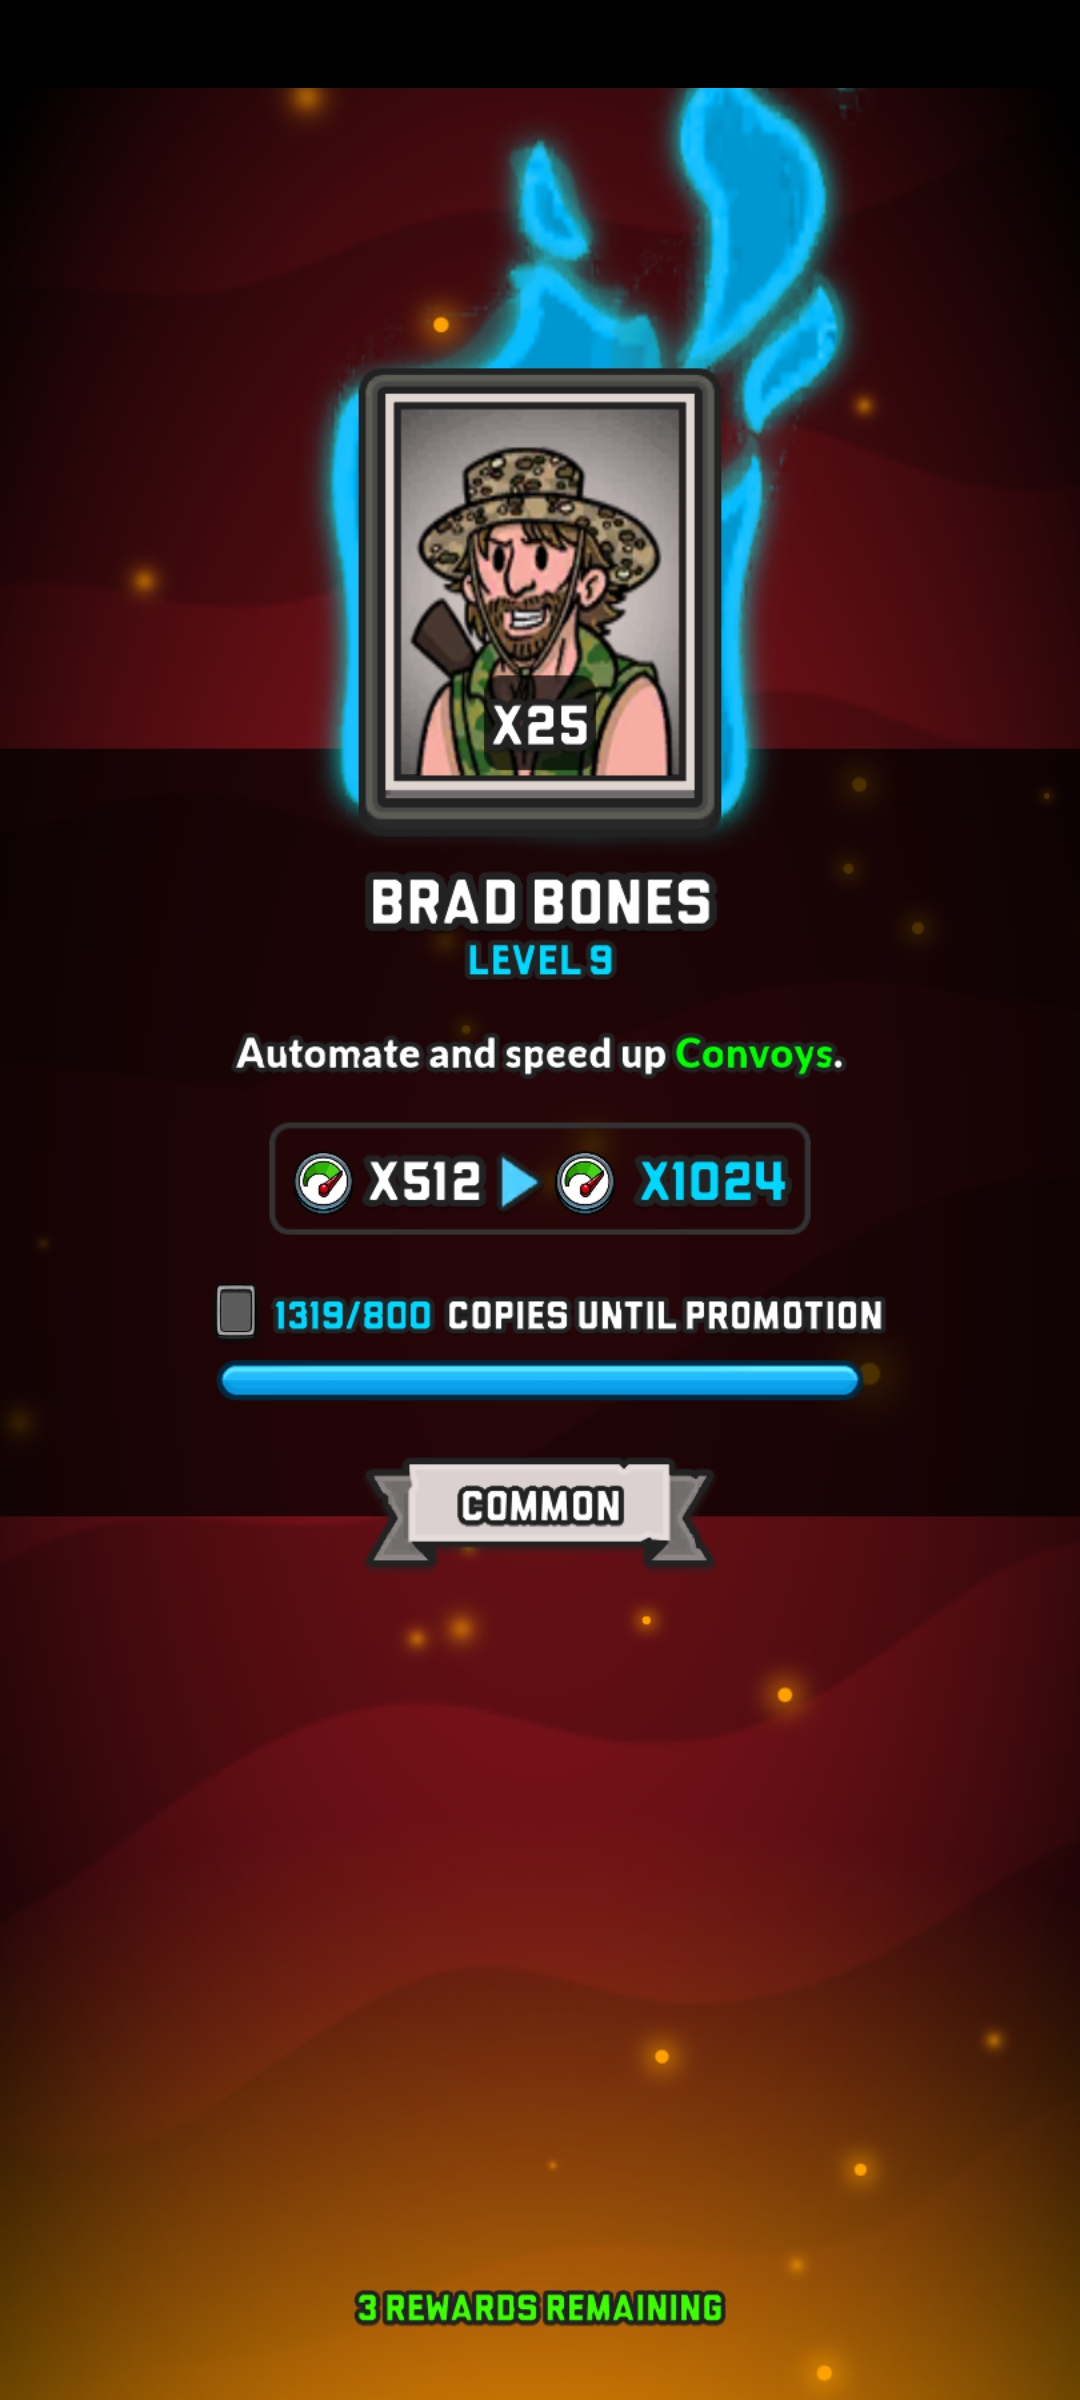 X25
BRAD BONES
LEVEL 9
Automate and speed up Convoys.
X512 X1024
1319/800 COPIES UNTIL PROMOTION
COMMON
3 REWARDS REMAINING